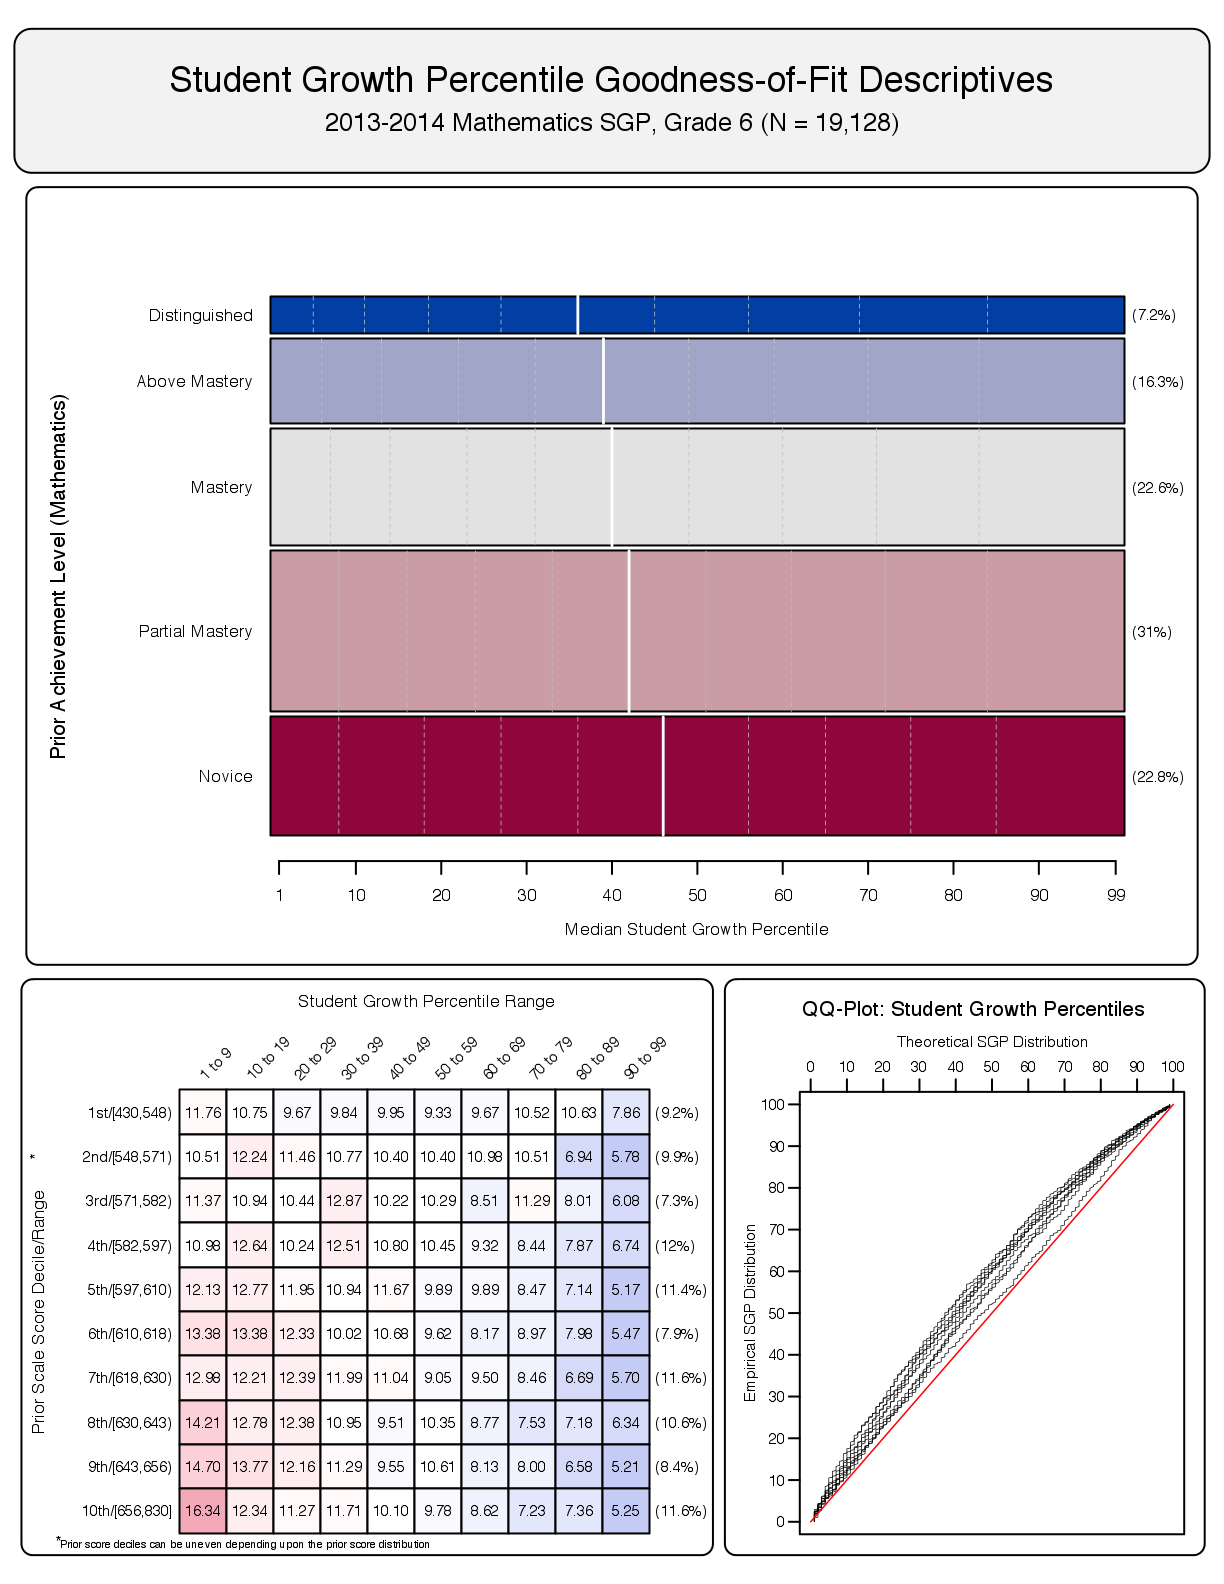 Student Growth Percentile Goodness-of-Fit Descriptives
2013-2014 Mathematics SGP, Grade 6 (N = 19,128)
Prior Achievement Level (Mathematics)
Distinguished (7.2%)
Above Mastery (16.3%)
Mastery (22.6%)
Partial Mastery (31%)
Novice (22.8%)
1 10 20 30 40 50 60 70 80 90 99
Median Student Growth Percentile
Student Growth Percentile Range
1 to 9 10 to 19 20 to 29 30 to 39 40 to 49 50 to 59 60 to 69 70 to 79 80 to 89 90 to 99
Prior Scale Score Decile/Range *
1st/[430,548) 11.76 10.75 9.67 9.84 9.95 9.33 9.67 10.52 10.63 7.86 (9.2%)
2nd/[548,571) 10.51 12.24 11.46 10.77 10.40 10.40 10.98 10.51 6.94 5.78 (9.9%)
3rd/[571,582) 11.37 10.94 10.44 12.87 10.22 10.29 8.51 11.29 8.01 6.08 (7.3%)
4th/[582,597) 10.98 12.64 10.24 12.51 10.80 10.45 9.32 8.44 7.87 6.74 (12%)
5th/[597,610) 12.13 12.77 11.95 10.94 11.67 9.89 9.89 8.47 7.14 5.17 (11.4%)
6th/[610,618) 13.38 13.38 12.33 10.02 10.68 9.62 8.17 8.97 7.98 5.47 (7.9%)
7th/[618,630) 12.98 12.21 12.39 11.99 11.04 9.05 9.50 8.46 6.69 5.70 (11.6%)
8th/[630,643) 14.21 12.78 12.38 10.95 9.51 10.35 8.77 7.53 7.18 6.34 (10.6%)
9th/[643,656) 14.70 13.77 12.16 11.29 9.55 10.61 8.13 8.00 6.58 5.21 (8.4%)
10th/[656,830] 16.34 12.34 11.27 11.71 10.10 9.78 8.62 7.23 7.36 5.25 (11.6%)
*Prior score deciles can be uneven depending upon the prior score distribution
QQ-Plot: Student Growth Percentiles
Theoretical SGP Distribution
0 10 20 30 40 50 60 70 80 90 100
Empirical SGP Distribution
100
90
80
70
60
50
40
30
20
10
0